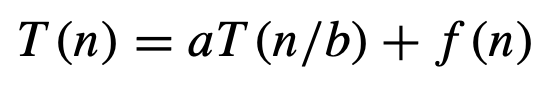 T(n) = aT(n/b) + f(n)